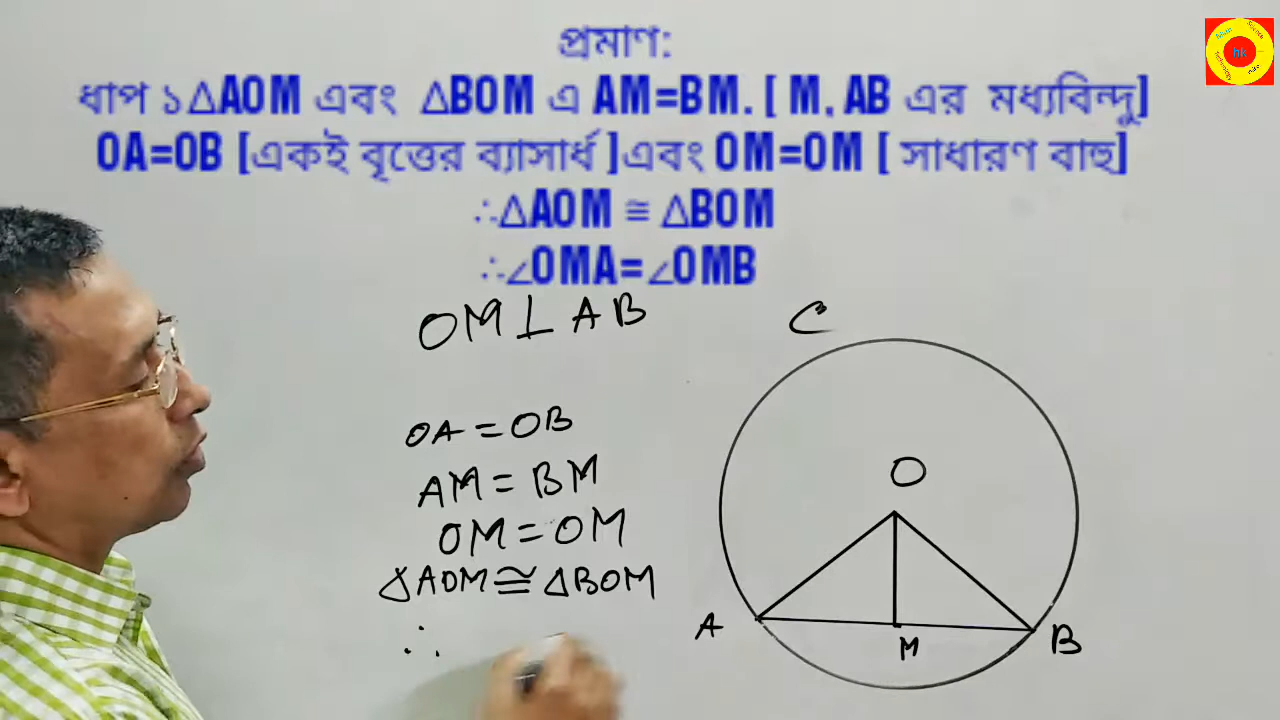 প্রমাণ:
ধাপ ১△AOM এবং △BOM এ AM=BM. [ M, AB এর মধ্যবিন্দু]
OA=OB [একই বৃত্তের ব্যাসার্ধ ]এবং OM=OM [ সাধারণ বাহু]
∴△AOM ≅ △BOM
∴∠OMA=∠OMB
OM⊥AB
C
OA=OB
O
AM=BM
OM=OM
△AOM≅△BOM
A
M
B
∴
hk